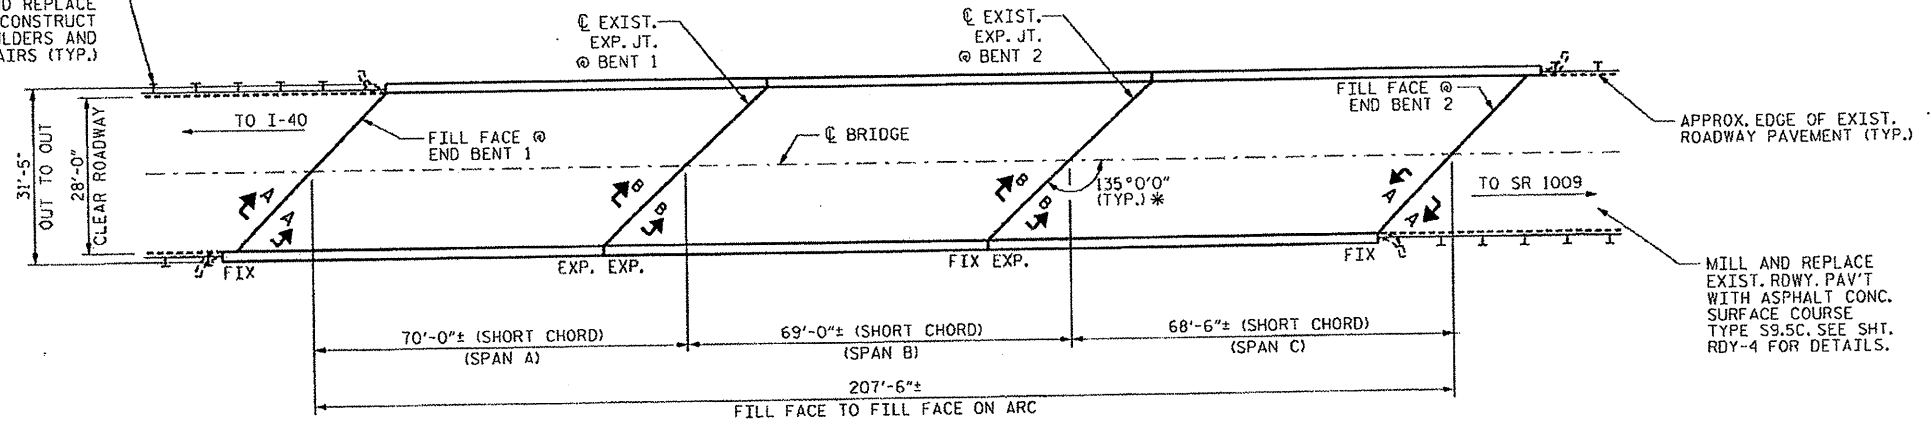 REPLACE
CONSTRUCT
AND
AIRS (TYP.)
℄ EXIST.
EXP. JT.
@ BENT 1
℄ EXIST.
EXP. JT.
@ BENT 2
FILL FACE @
END BENT 2
APPROX. EDGE OF EXIST.
ROADWAY PAVEMENT (TYP.)
31'-5"
OUT TO OUT
28'-0"
CLEAR ROADWAY
TO I-40
FILL FACE @
END BENT 1
℄ BRIDGE
135°0'0"
(TYP.) *
TO SR 1009
A A
B B
B B
A A
FIX
EXP. EXP.
FIX EXP.
FIX
MILL AND REPLACE
EXIST. RDWY. PAV'T
WITH ASPHALT CONC.
SURFACE COURSE
TYPE S9.5C. SEE SHT.
RDY-4 FOR DETAILS.
70'-0"± (SHORT CHORD)
(SPAN A)
69'-0"± (SHORT CHORD)
(SPAN B)
68'-6"± (SHORT CHORD)
(SPAN C)
207'-6"±
FILL FACE TO FILL FACE ON ARC